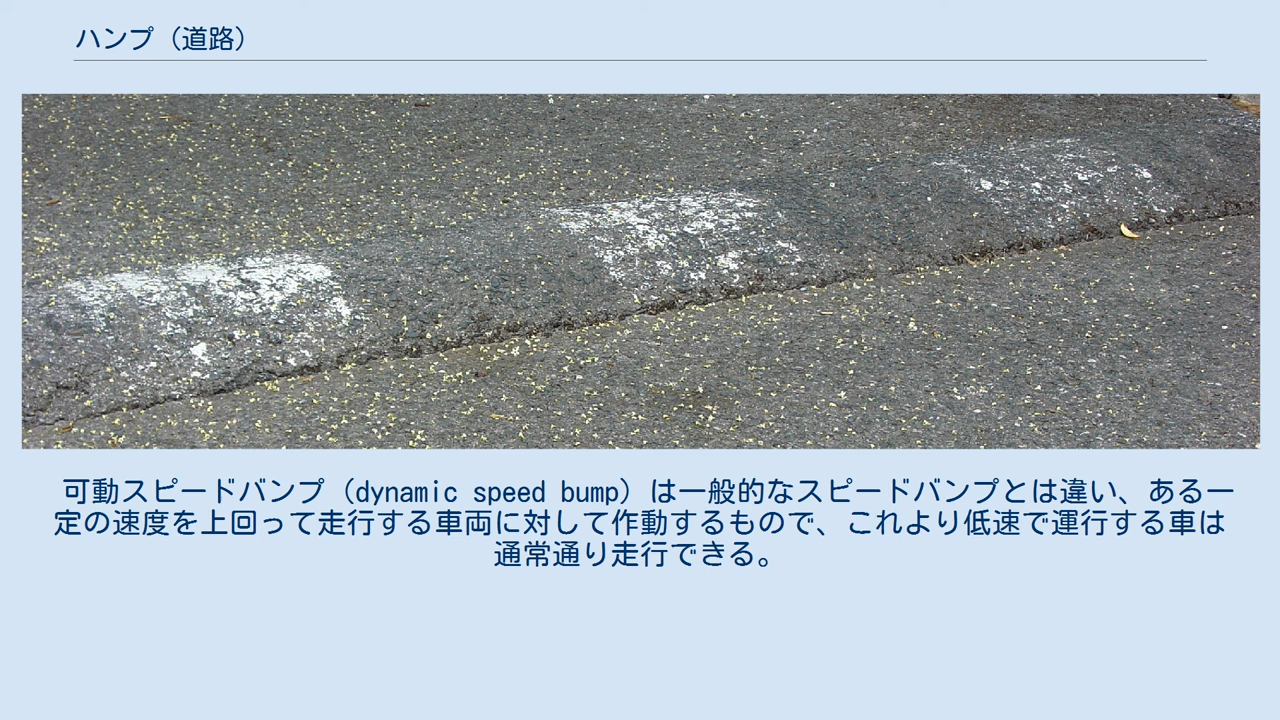 ハンプ（道路）
可動スピードバンプ（dynamic speed bump）は一般的なスピードバンプとは違い、ある一
定の速度を上回って走行する車両に対して作動するもので、これより低速で運行する車は
通常通り走行できる。